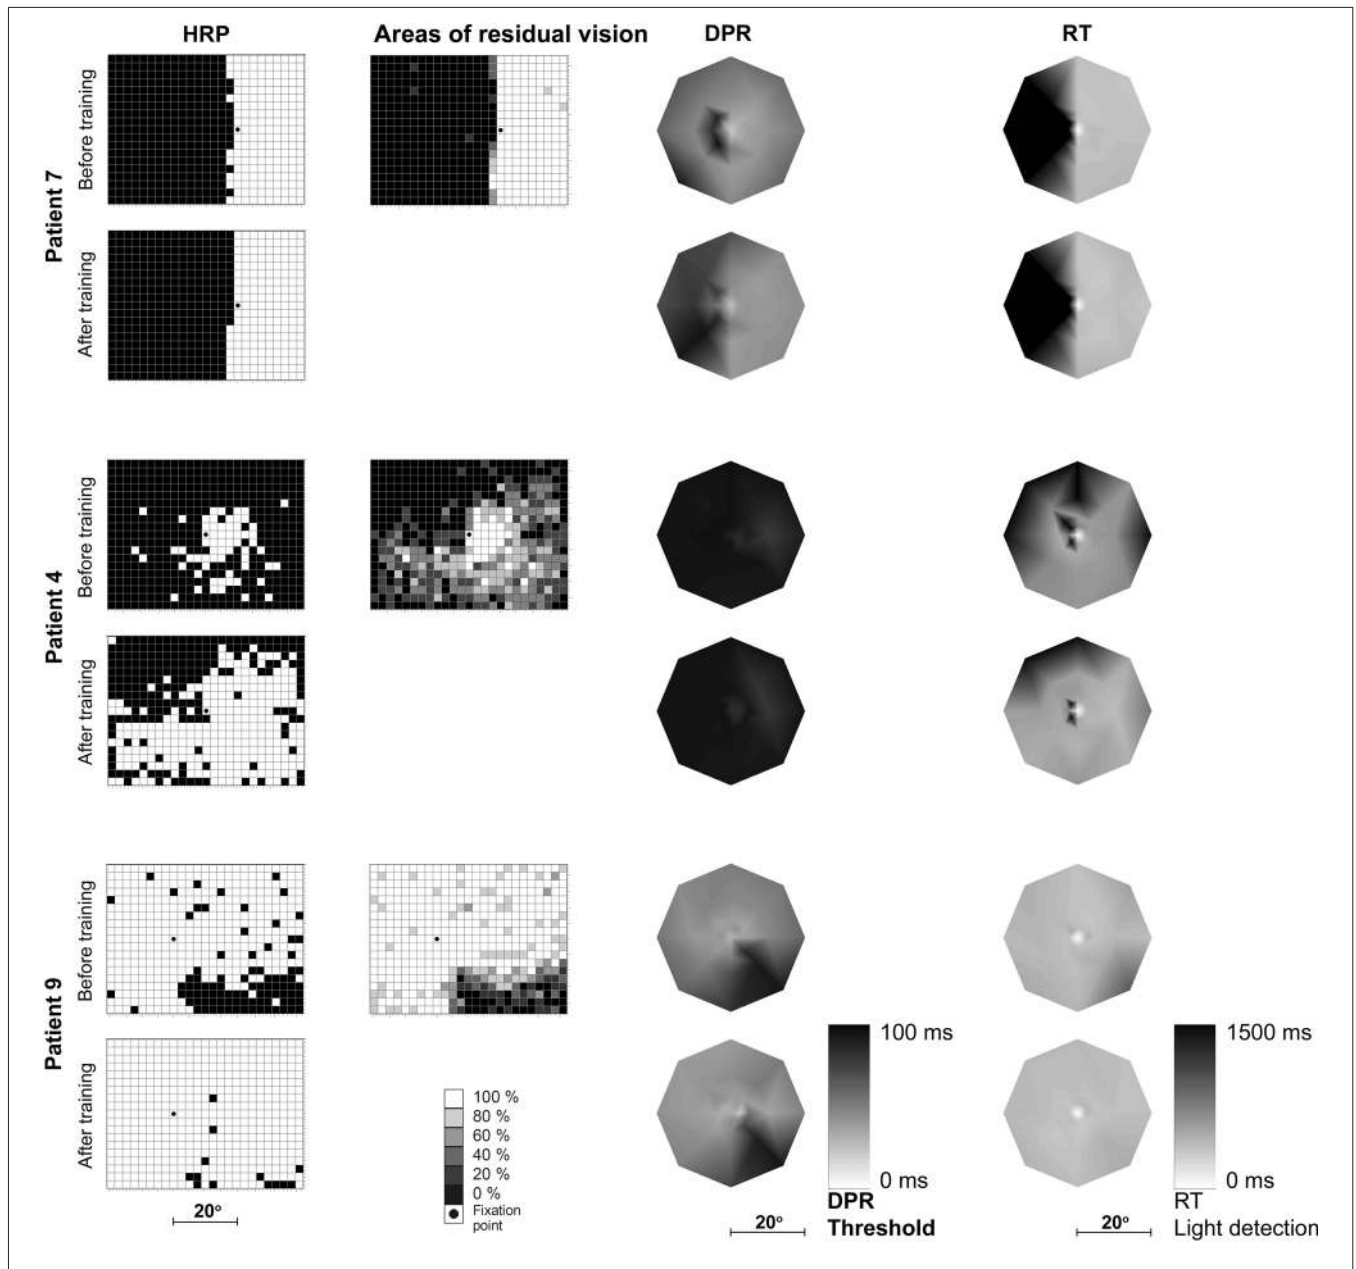 HRP
Areas of residual vision
DPR
RT
Patient 7
Before training
After training
Patient 4
Before training
After training
Patient 9
Before training
After training
20°
100 %
80 %
60 %
40 %
20 %
0 %
Fixation
point
100 ms
0 ms
DPR
Threshold
20°
1500 ms
0 ms
RT
Light detection
20°